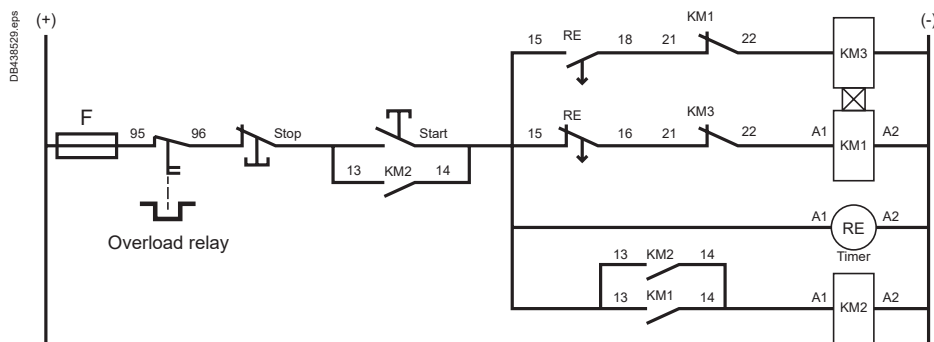 DB438529.eps
(+)
(-)
KM1
15 RE 18 21 22 KM3
F
95 96 Stop Start 15 RE 16 21 KM3 22 A1 KM1 A2
13 KM2 14
Overload relay
A1 RE A2
Timer
13 KM2 14
13 KM1 14 A1 KM2 A2